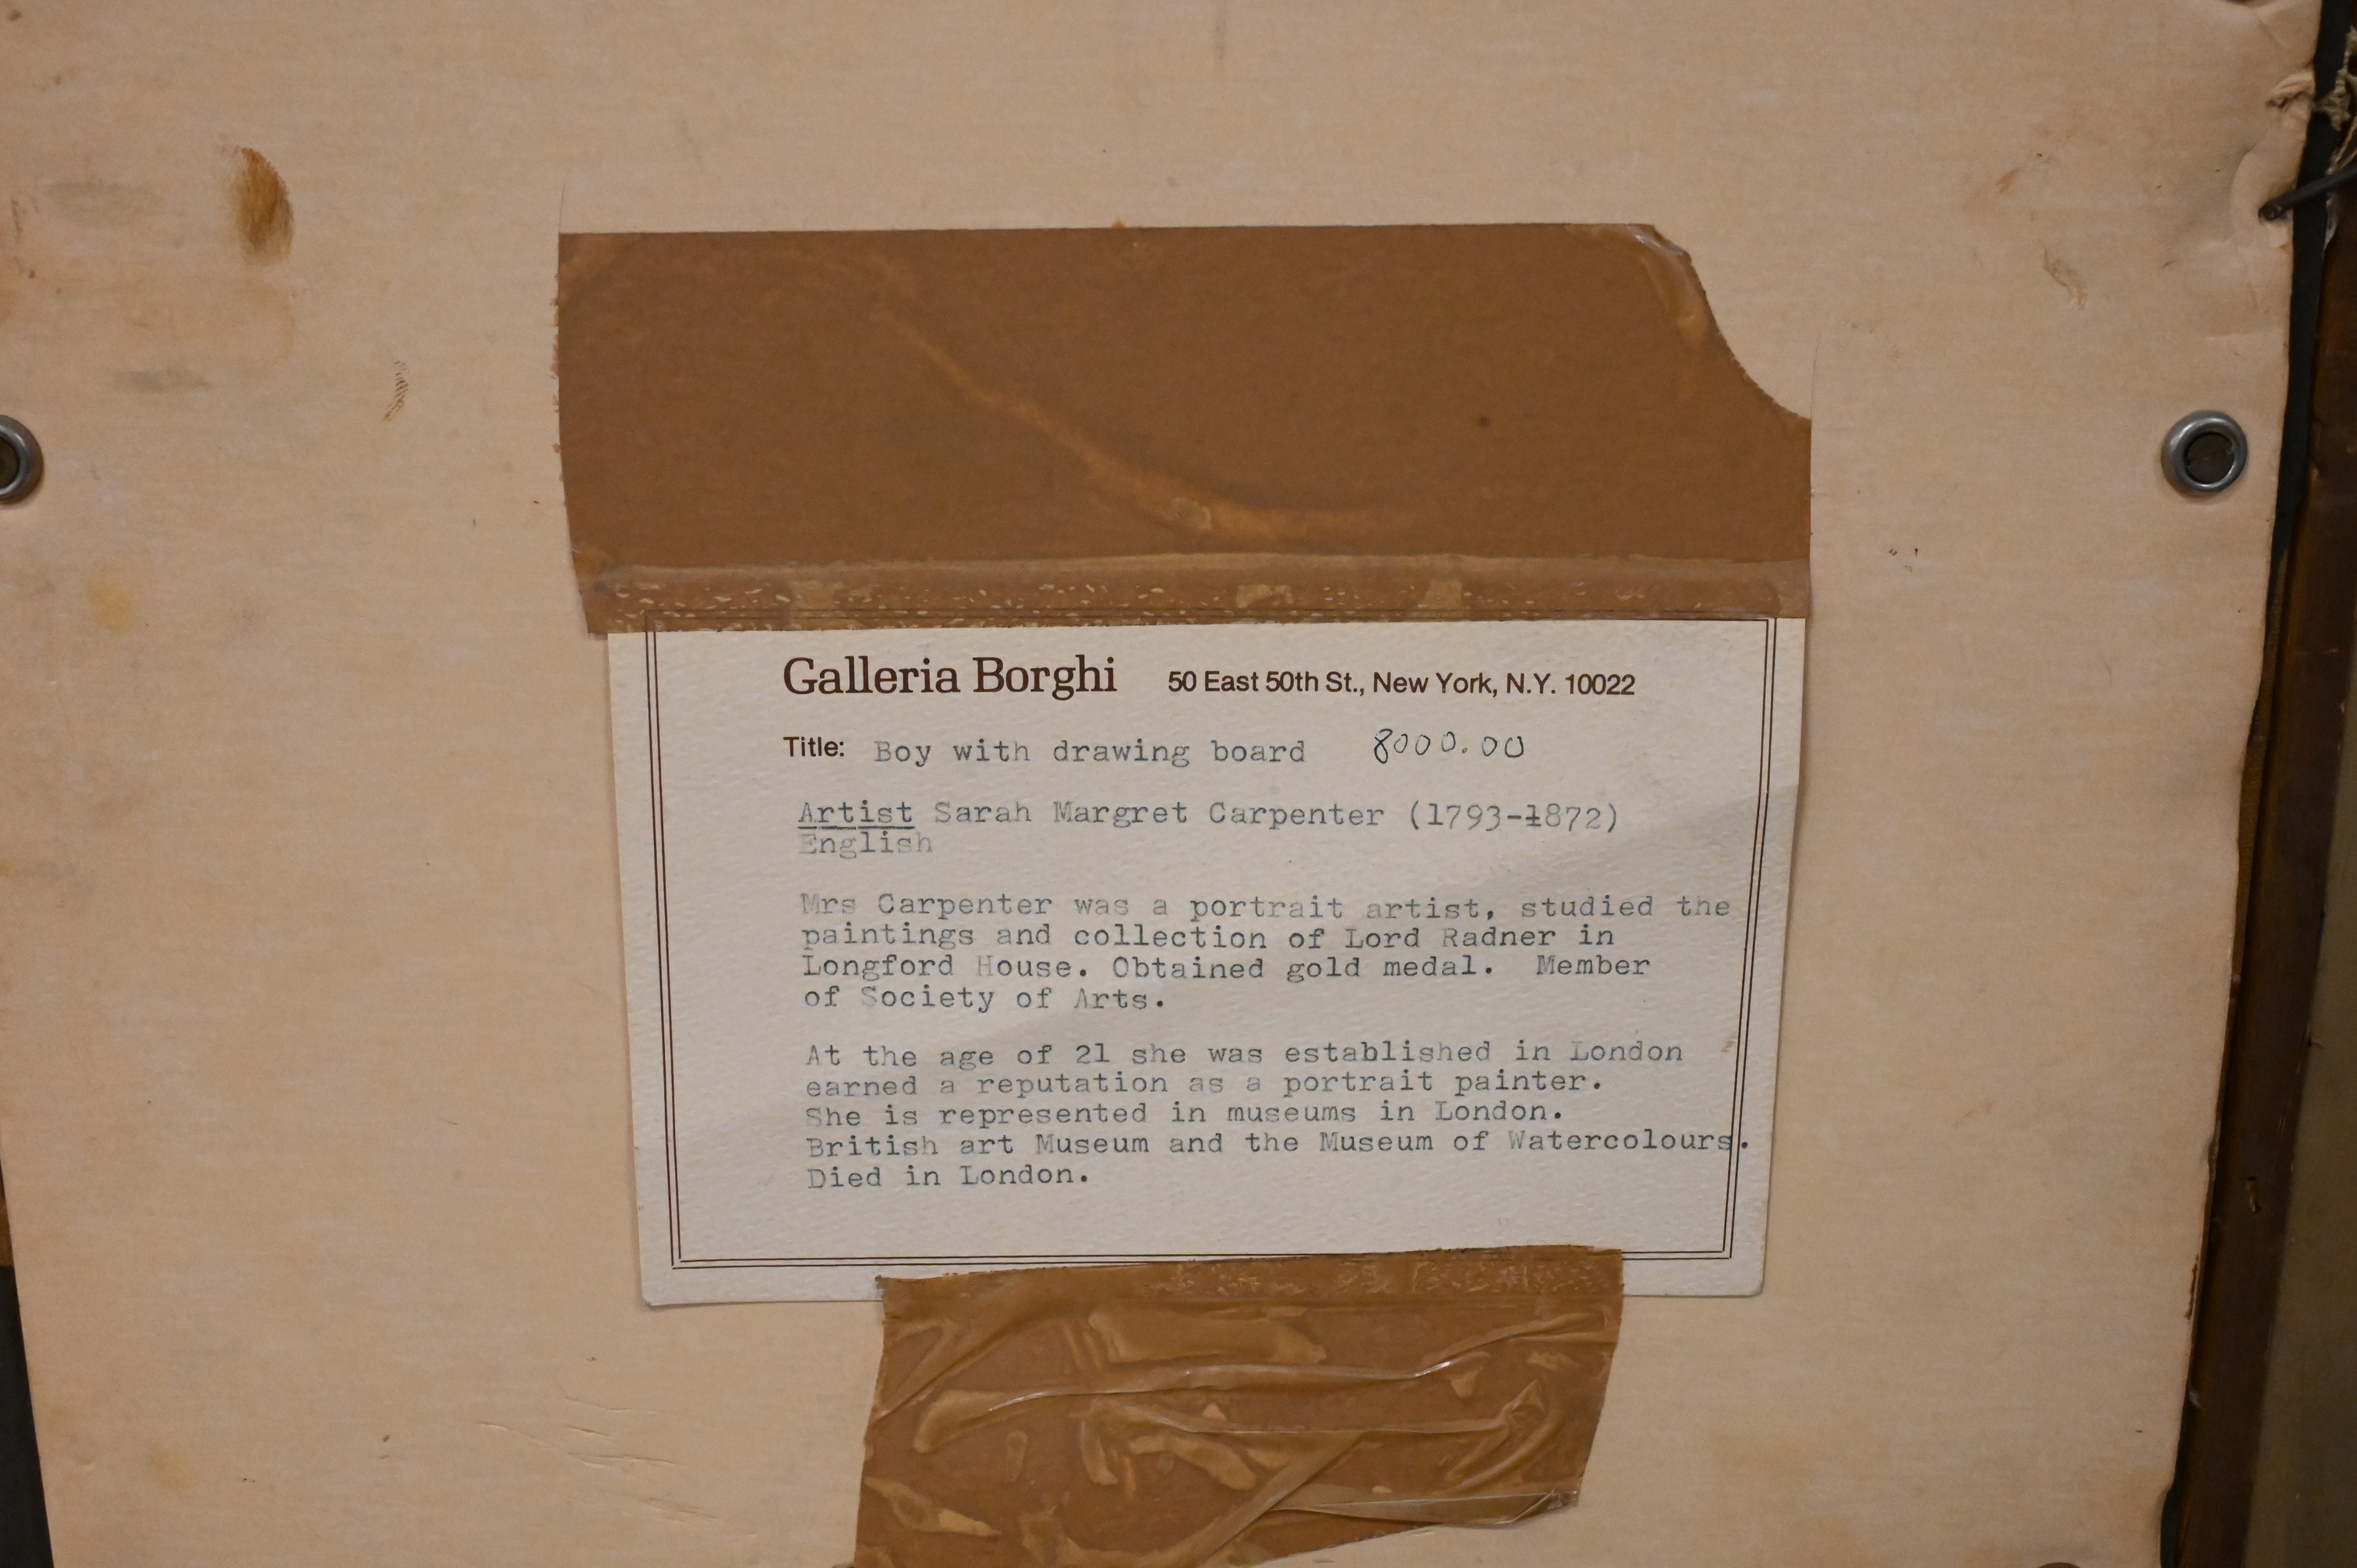 Galleria Borghi 50 East 50th St., New York, N.Y. 10022
Title: Boy with drawing board 8000.00
Artist Sarah Margret Carpenter (1793-1872)
English
Mrs Carpenter was a portrait artist, studied the
paintings and collection of Lord Radner in
Longford House. Obtained gold medal. Member
of Society of Arts.
At the age of 21 she was established in London
earned a reputation as a portrait painter.
She is represented in museums in London.
British art Museum and the Museum of Watercolours.
Died in London.